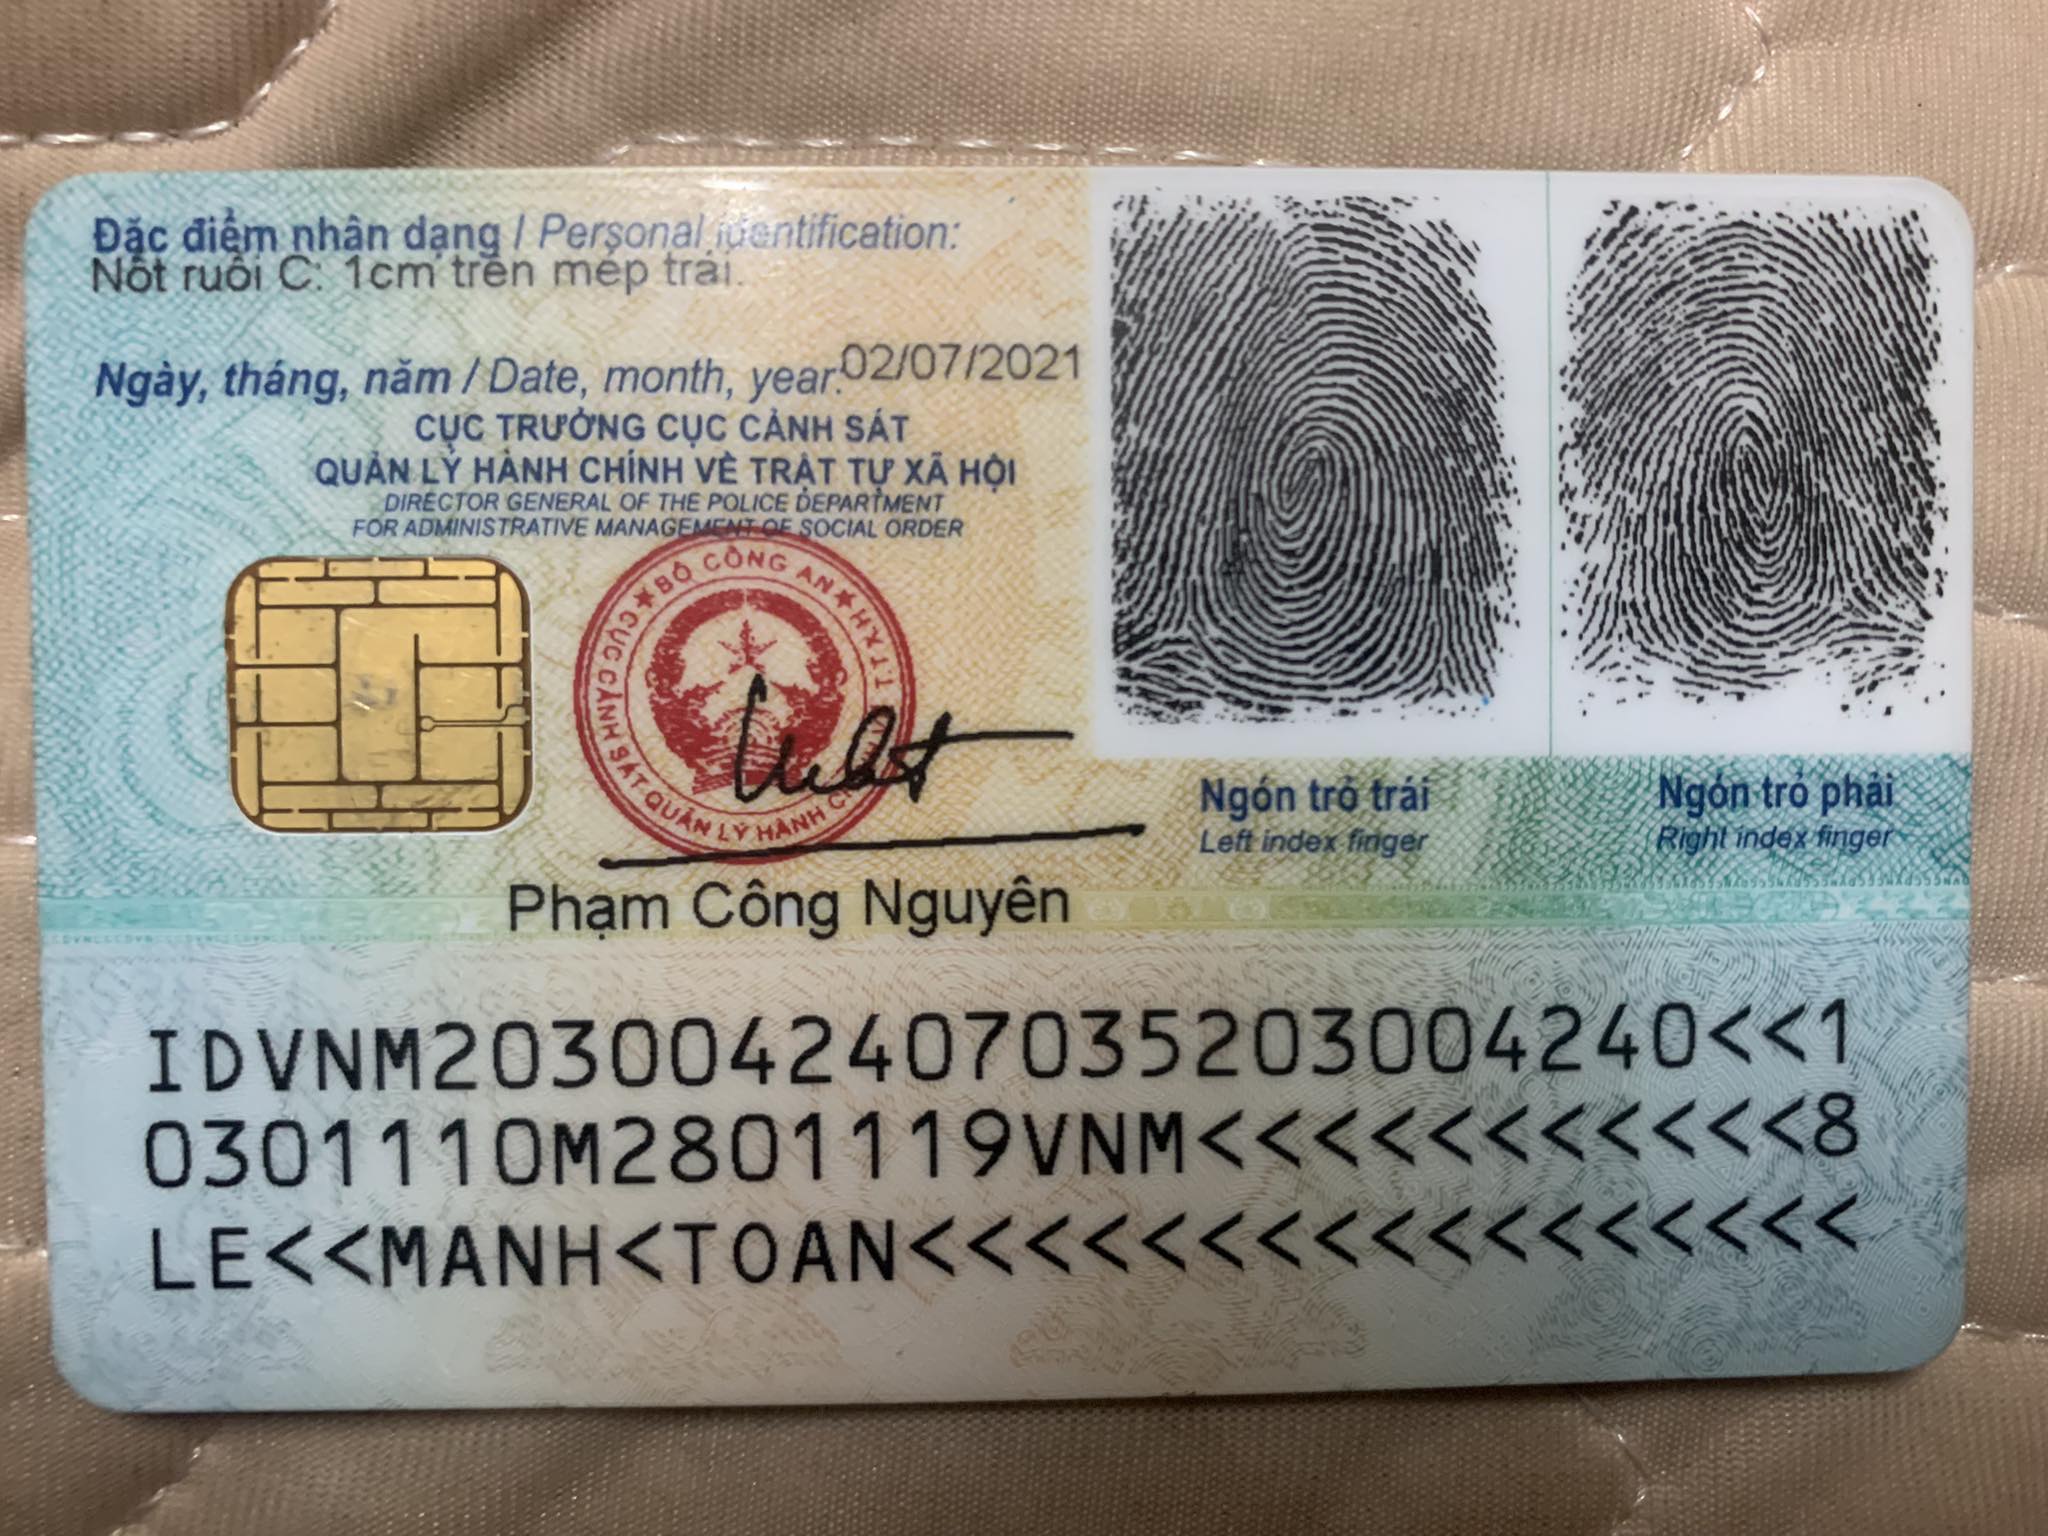 Đặc điểm nhân dạng / Personal identification:
Nốt ruồi C: 1cm trên mép trái.
Ngày, tháng, năm / Date, month, year: 02/07/2021
CỤC TRƯỞNG CỤC CẢNH SÁT
QUẢN LÝ HÀNH CHÍNH VỀ TRẬT TỰ XÃ HỘI
DIRECTOR GENERAL OF THE POLICE DEPARTMENT
FOR ADMINISTRATIVE MANAGEMENT OF SOCIAL ORDER
BỘ CÔNG AN
CỤC CẢNH SÁT QUẢN LÝ HÀNH CHÍNH TTXH
Phạm Công Nguyên
Ngón trỏ trái
Left index finger
Ngón trỏ phải
Right index finger
IDVNM2030042407035203004240<<1
0301110M2801119VNM<<<<<<<<<<<8
LE<<MANH<TOAN<<<<<<<<<<<<<<<<<